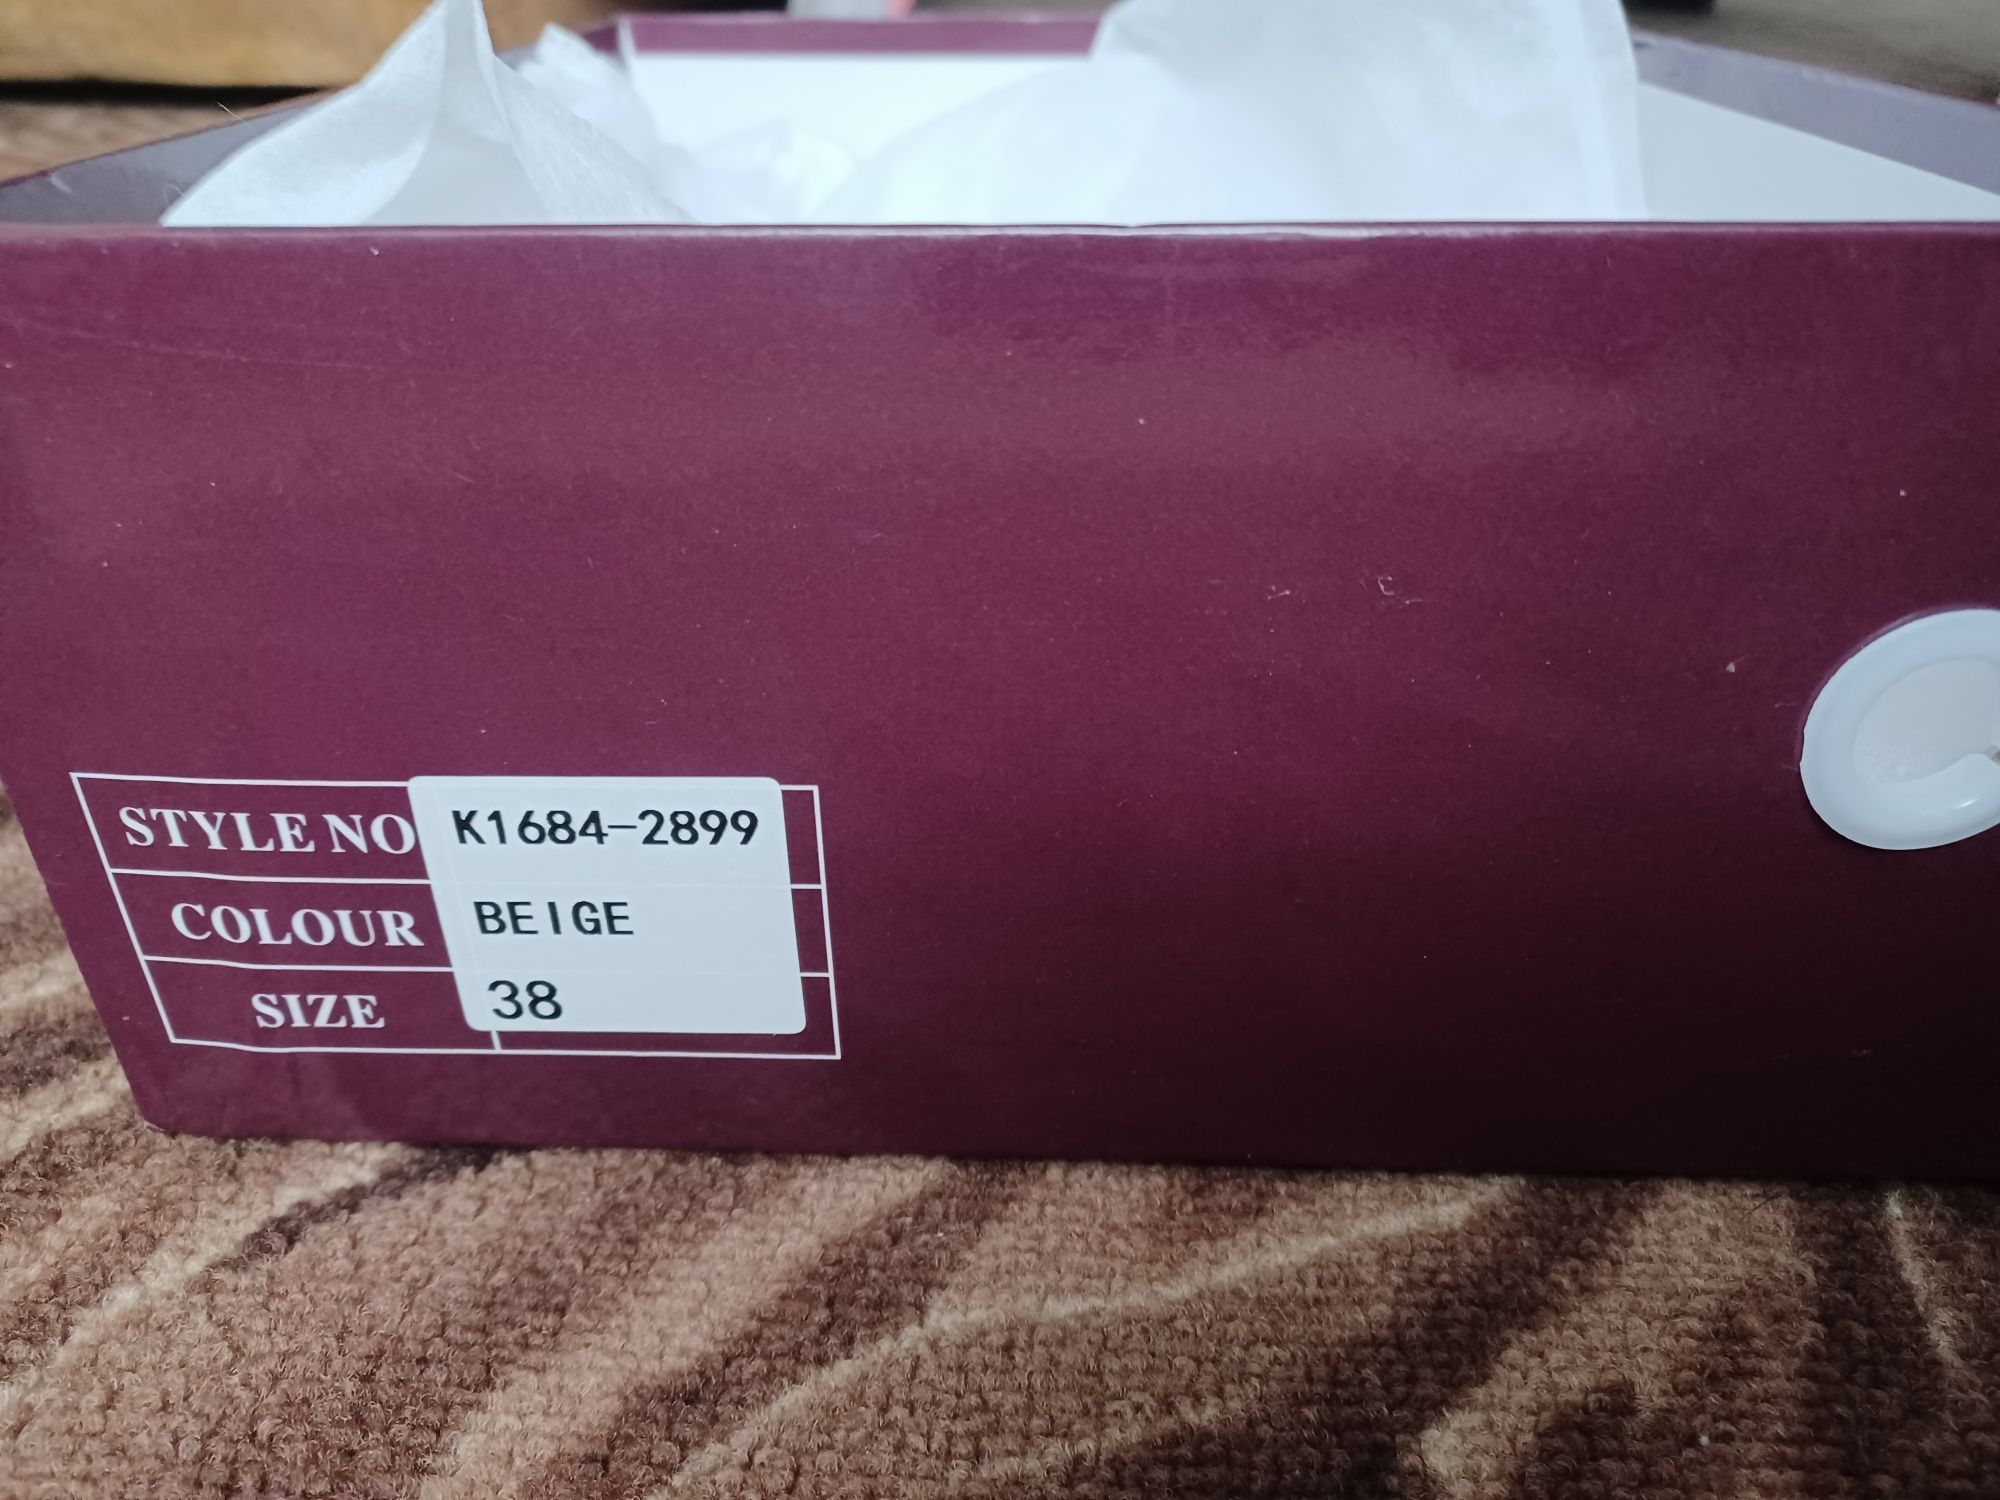 STYLE NO K1684-2899
COLOUR BEIGE
SIZE 38